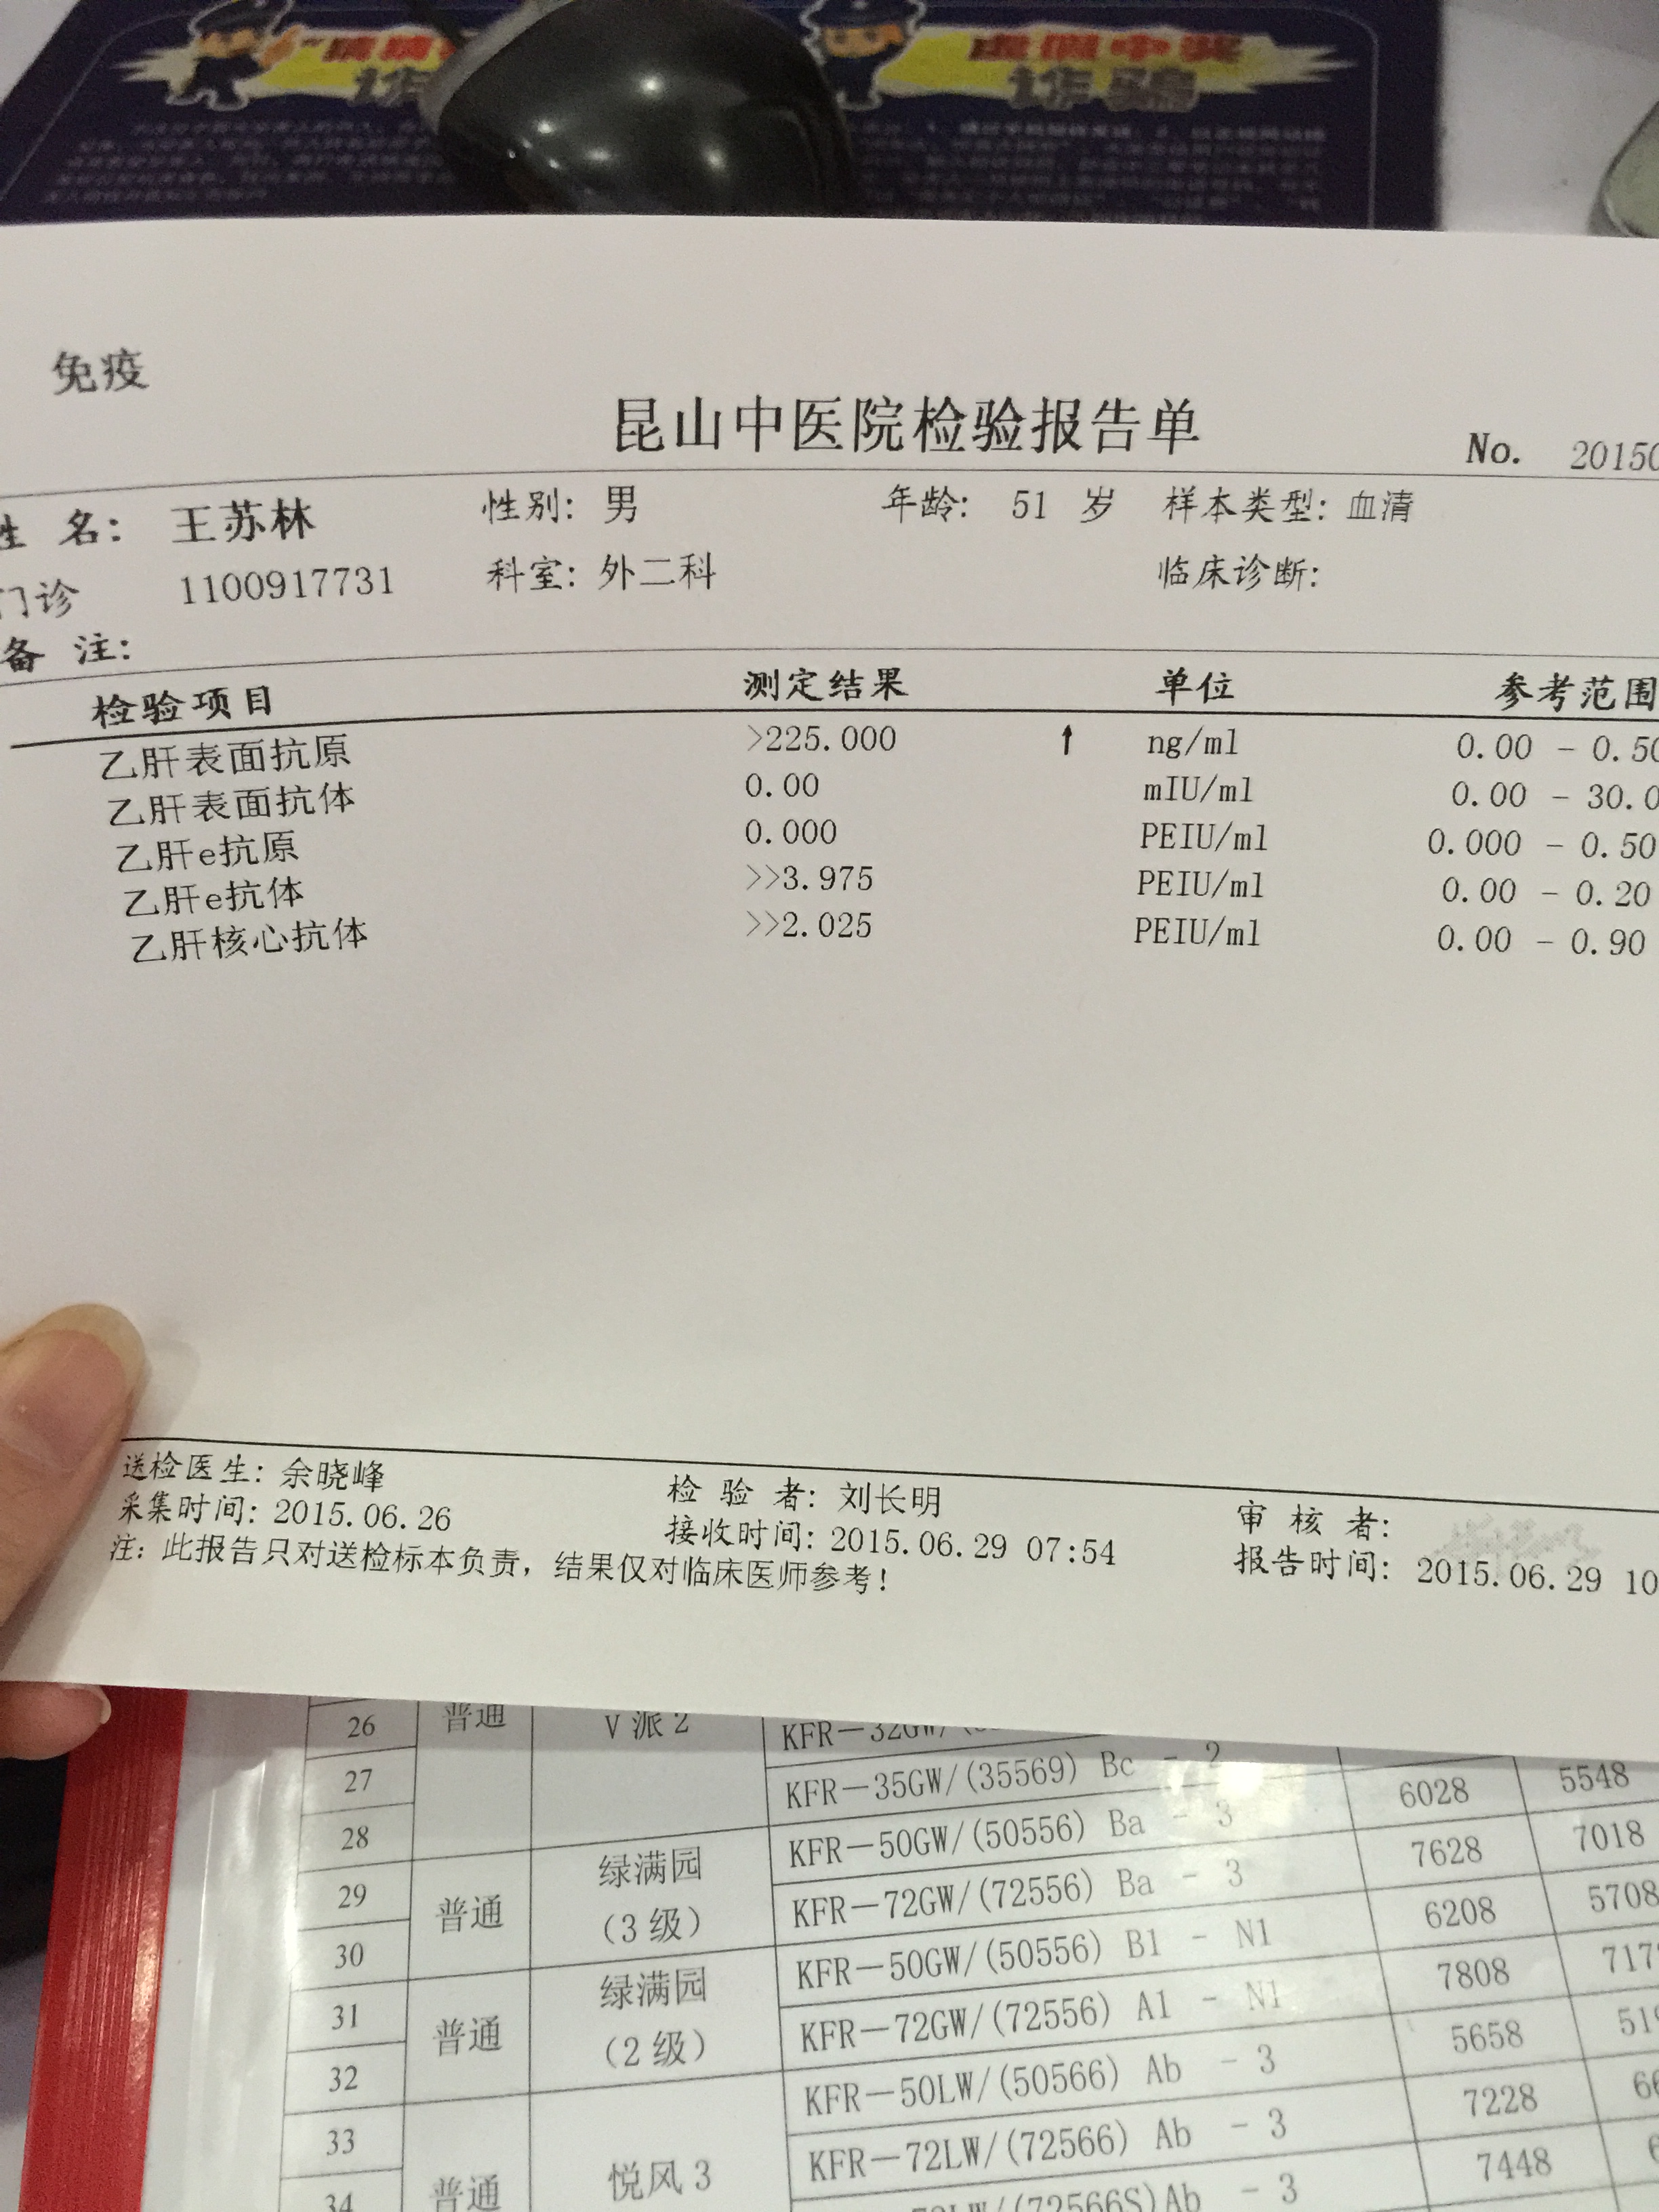 虚假中奖
诈骗
免疫
昆山中医院检验报告单
No. 20150
姓 名: 王苏林 性别: 男 年龄: 51 岁 样本类型: 血清
门诊 1100917731 科室: 外二科 临床诊断:
备 注:
检验项目 测定结果 单位 参考范围
乙肝表面抗原 >225.000 ↑ ng/ml 0.00 - 0.50
乙肝表面抗体 0.00 mIU/ml 0.00 - 30.0
乙肝e抗原 0.000 PEIU/ml 0.000 - 0.50
乙肝e抗体 >>3.975 PEIU/ml 0.00 - 0.20
乙肝核心抗体 >>2.025 PEIU/ml 0.00 - 0.90
送检医生: 余晓峰 检 验 者: 刘长明 审 核 者:
采集时间: 2015.06.26 接收时间: 2015.06.29 07:54 报告时间: 2015.06.29 10
注: 此报告只对送检标本负责, 结果仅对临床医师参考!
26 普通 V派2
27 KFR-35GW/(35569) Bc - 2 6028 5548
28 KFR-50GW/(50556) Ba - 3 7628 7018
29 普通 绿满园 KFR-72GW/(72556) Ba - 3 6208 5708
30 (3级) KFR-50GW/(50556) B1 - N1 7808 717
31 普通 绿满园 KFR-72GW/(72556) A1 - N1 5658 519
32 (2级) KFR-50LW/(50566) Ab - 3 7228
33 普通 悦风3 KFR-72LW/(72566) Ab - 3 7448
34 (72566S)Ab - 3